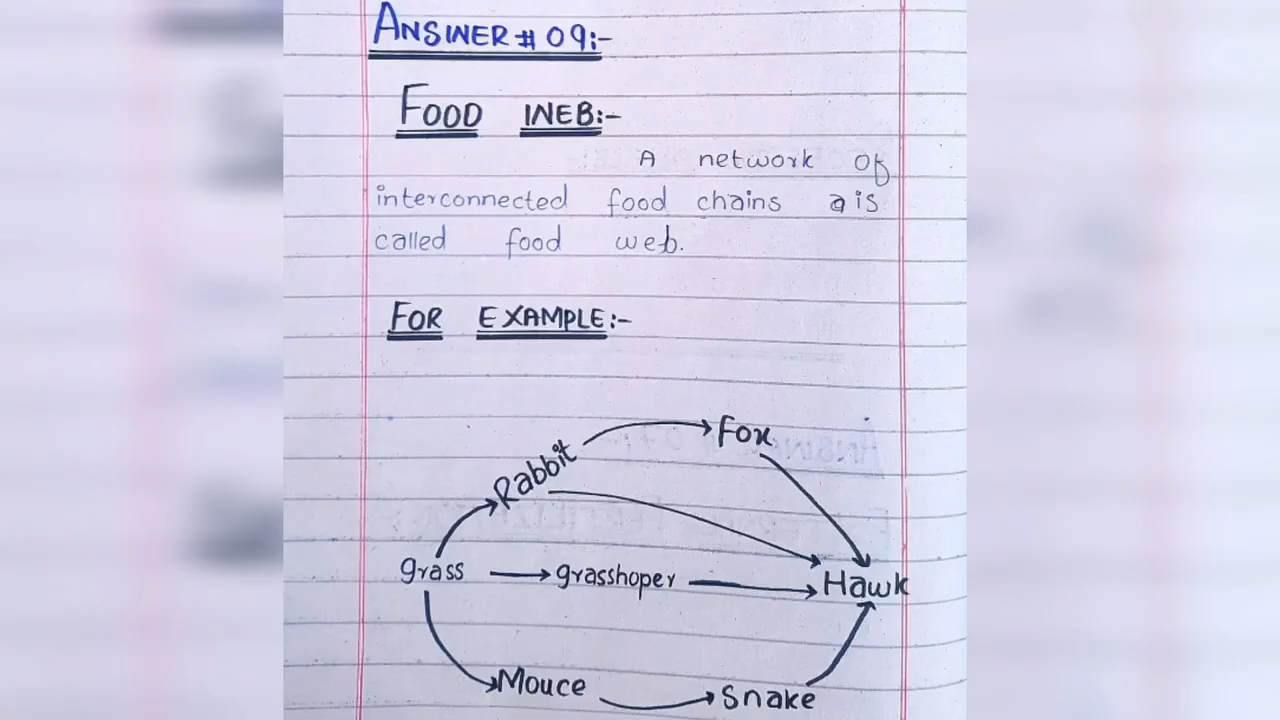 ANSWER # 09:-
FOOD WEB:-
A network of
interconnected food chains a is
called food web.
FOR EXAMPLE:-
Fox
Rabbit
grass grasshoper Hawk
Mouce Snake